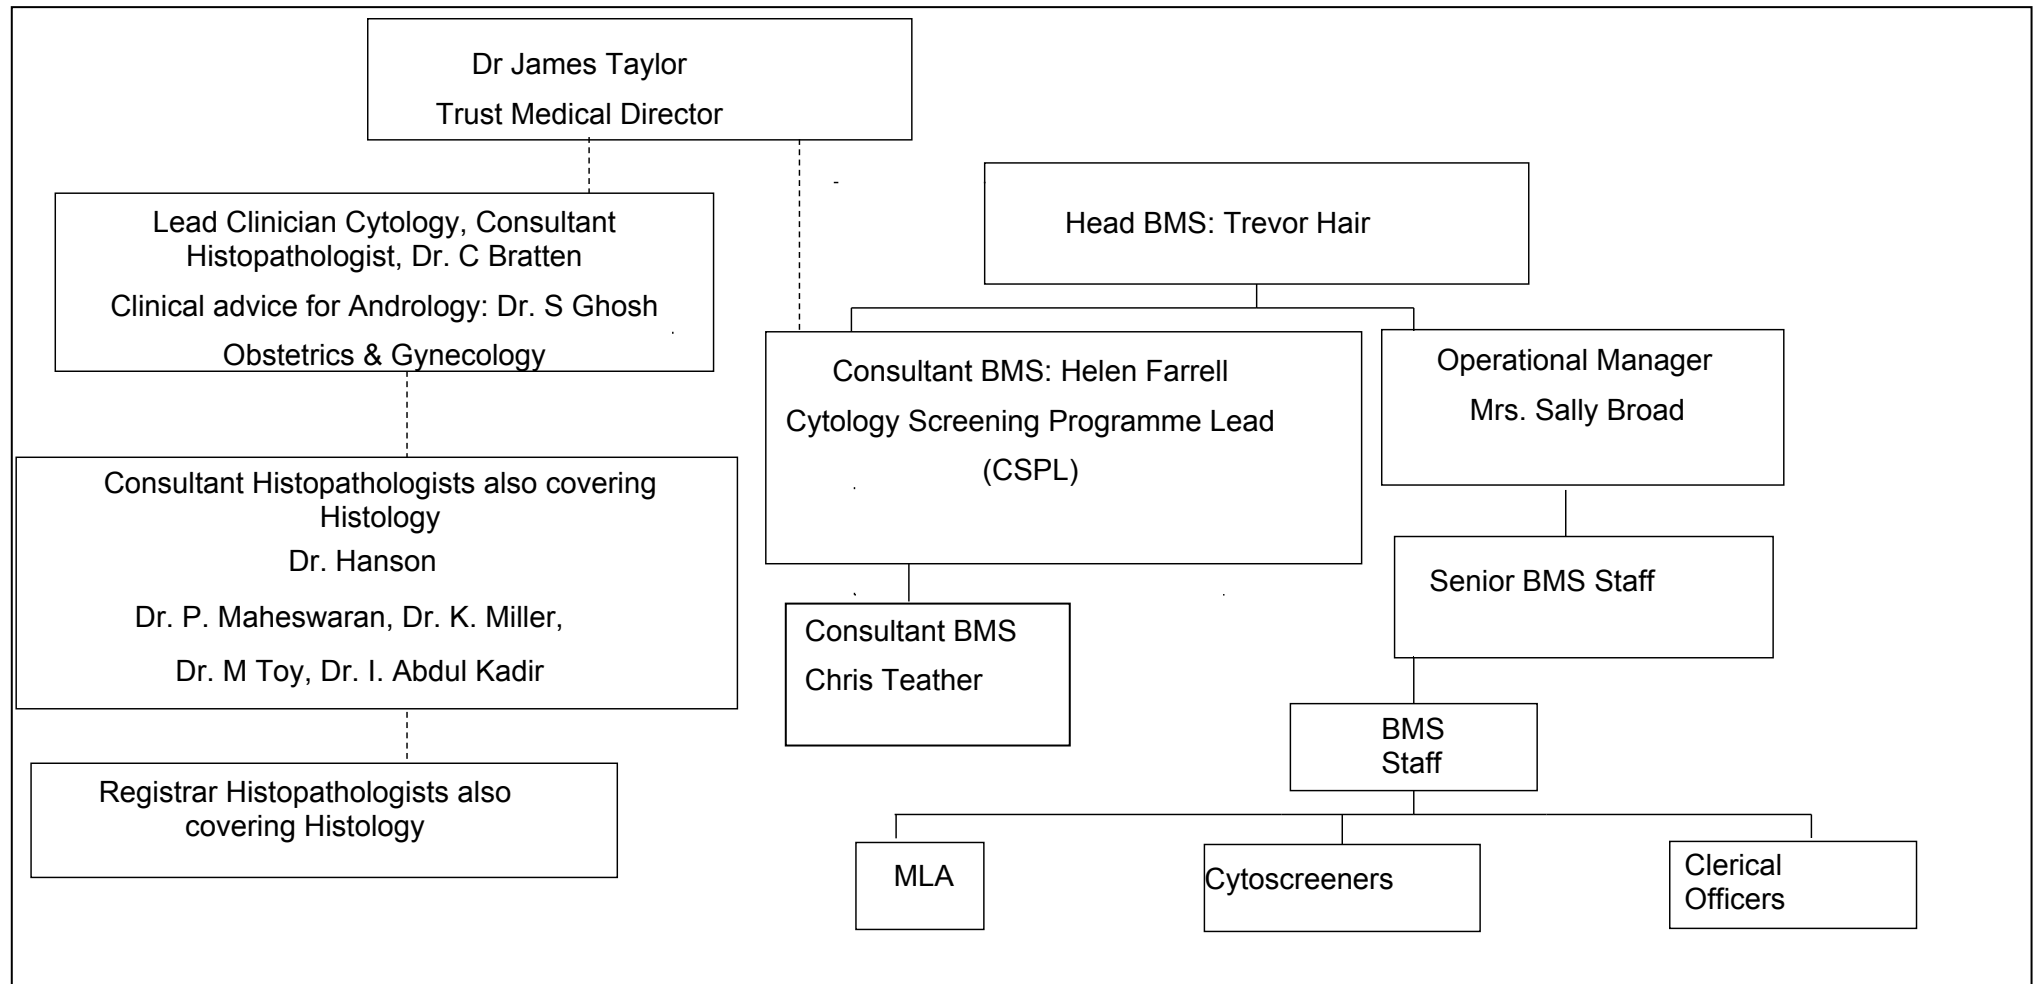 Dr James Taylor
Trust Medical Director
Lead Clinician Cytology, Consultant
Histopathologist, Dr. C Bratten
Clinical advice for Andrology: Dr. S Ghosh
Obstetrics & Gynecology
Head BMS: Trevor Hair
Consultant BMS: Helen Farrell
Cytology Screening Programme Lead
(CSPL)
Operational Manager
Mrs. Sally Broad
Consultant Histopathologists also covering
Histology
Dr. Hanson
Dr. P. Maheswaran, Dr. K. Miller,
Dr. M Toy, Dr. I. Abdul Kadir
Senior BMS Staff
Consultant BMS
Chris Teather
BMS
Staff
Registrar Histopathologists also
covering Histology
MLA
Cytoscreeners
Clerical
Officers